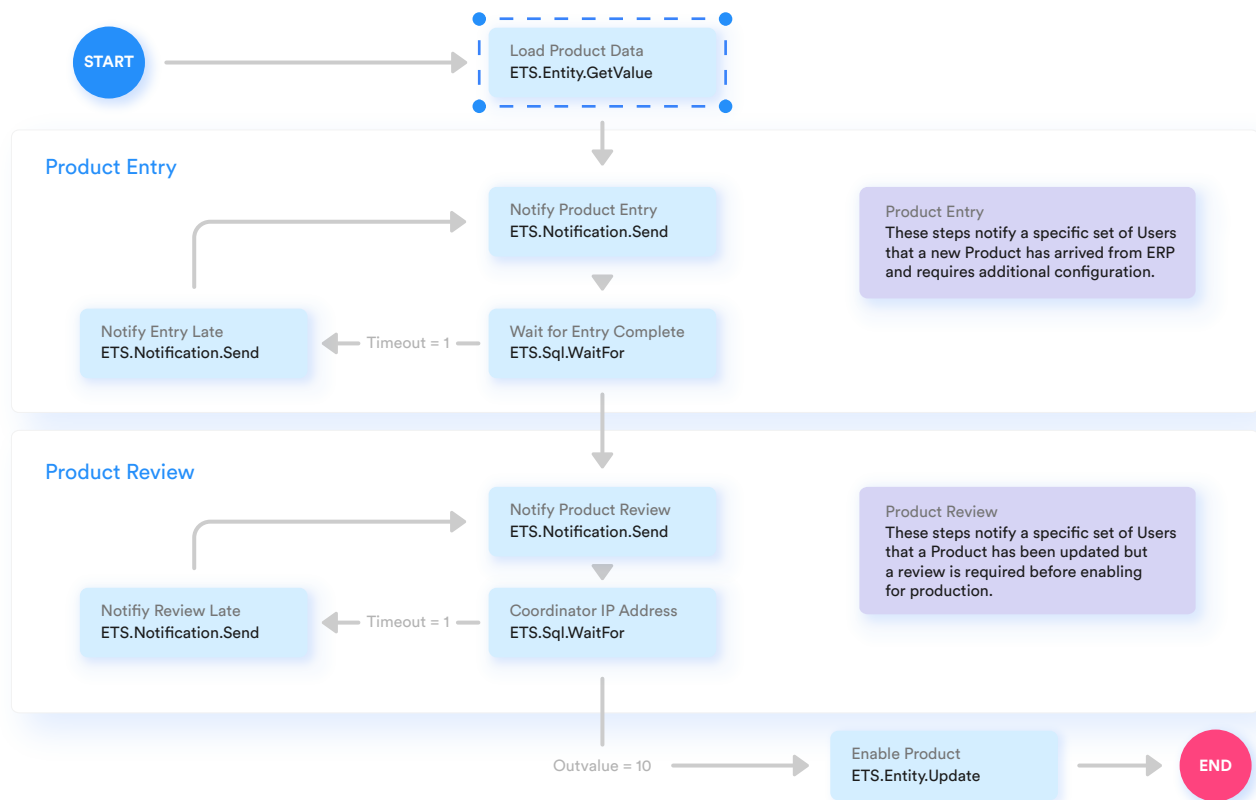 START
Load Product Data
ETS.Entity.GetValue
Product Entry
Notify Product Entry
ETS.Notification.Send
Product Entry
These steps notify a specific set of Users
that a new Product has arrived from ERP
and requires additional configuration.
Notify Entry Late
ETS.Notification.Send
Timeout = 1
Wait for Entry Complete
ETS.Sql.WaitFor
Product Review
Notify Product Review
ETS.Notification.Send
Product Review
These steps notify a specific set of Users
that a Product has been updated but
a review is required before enabling
for production.
Notifiy Review Late
ETS.Notification.Send
Timeout = 1
Coordinator IP Address
ETS.Sql.WaitFor
Outvalue = 10
Enable Product
ETS.Entity.Update
END